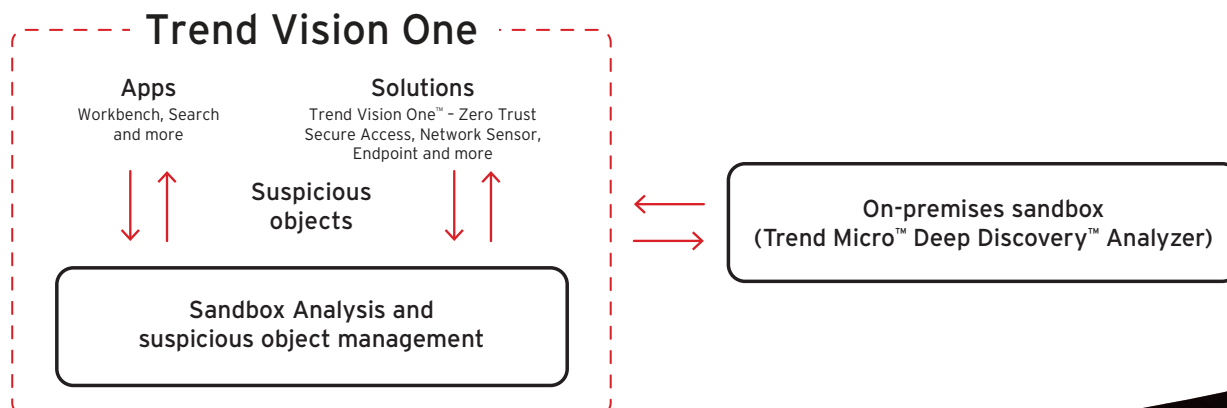 Trend Vision One
Apps
Workbench, Search
and more
Solutions
Trend Vision One™ – Zero Trust
Secure Access, Network Sensor,
Endpoint and more
Suspicious
objects
Sandbox Analysis and
suspicious object management
On-premises sandbox
(Trend Micro™ Deep Discovery™ Analyzer)